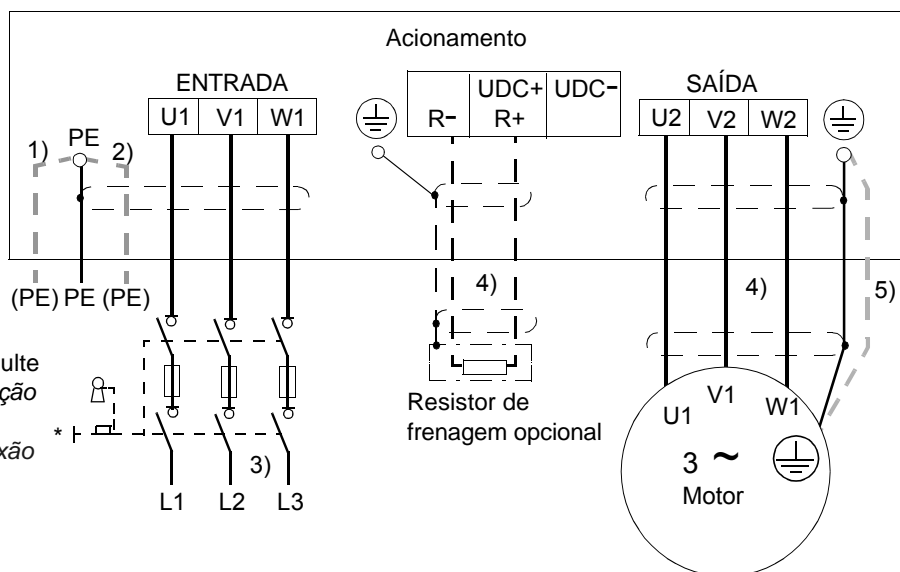 Acionamento
ENTRADA
U1 V1 W1
UDC+ UDC-
R- R+
SAÍDA
U2 V2 W2
1) PE 2)
(PE) PE (PE)
4)
4)
5)
ulte
ção
*
xão
3)
L1 L2 L3
Resistor de
frenagem opcional
U1 V1 W1
3 ~
Motor